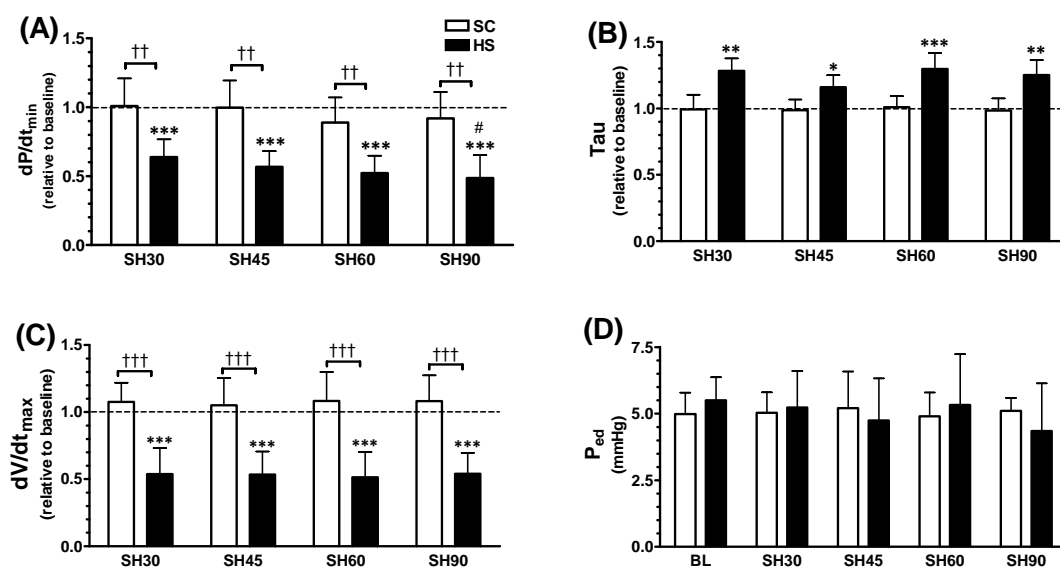 (A)
SC
HS
dP/dtmin
(relative to baseline)
1.5
1.0
0.5
0.0
†† †† †† ††
*** *** *** # ***
SH30 SH45 SH60 SH90
(B)
Tau
(relative to baseline)
1.5
1.0
0.5
0.0
** * *** **
SH30 SH45 SH60 SH90
(C)
dV/dtmax
(relative to baseline)
1.5
1.0
0.5
0.0
††† ††† ††† †††
*** *** *** ***
SH30 SH45 SH60 SH90
(D)
Ped
(mmHg)
7.5
5.0
2.5
0.0
BL SH30 SH45 SH60 SH90